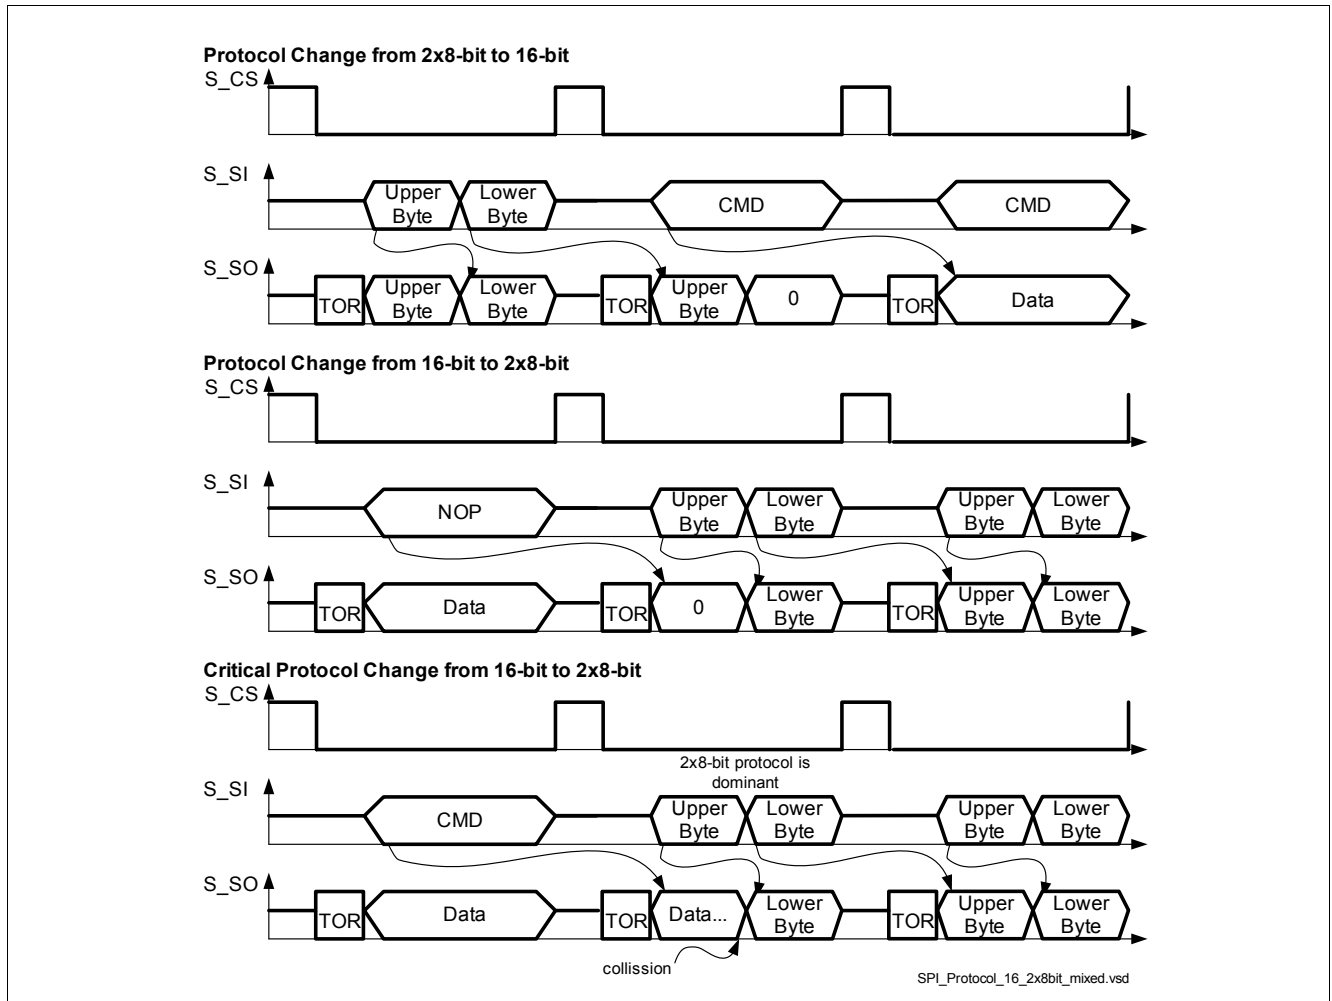 Protocol Change from 2x8-bit to 16-bit
S_CS
S_SI
Upper
Byte
Lower
Byte
CMD
CMD
S_SO
TOR
Upper
Byte
Lower
Byte
TOR
Upper
Byte
0
TOR
Data
Protocol Change from 16-bit to 2x8-bit
S_CS
S_SI
NOP
Upper
Byte
Lower
Byte
Upper
Byte
Lower
Byte
S_SO
TOR
Data
TOR
0
Lower
Byte
TOR
Upper
Byte
Lower
Byte
Critical Protocol Change from 16-bit to 2x8-bit
S_CS
2x8-bit protocol is
dominant
S_SI
CMD
Upper
Byte
Lower
Byte
Upper
Byte
Lower
Byte
S_SO
TOR
Data
TOR
Data...
Lower
Byte
TOR
Upper
Byte
Lower
Byte
collission
SPI_Protocol_16_2x8bit_mixed.vsd